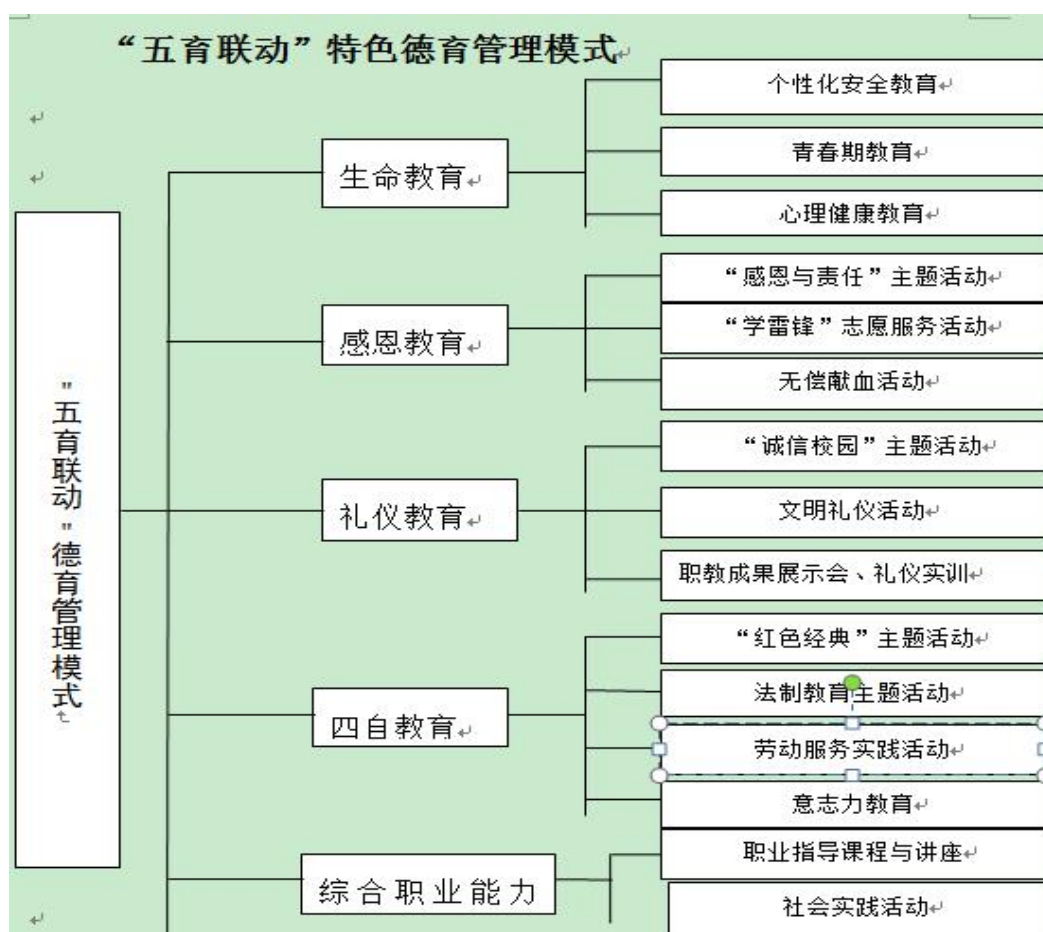 “五育联动”特色德育管理模式
个性化安全教育
生命教育
青春期教育
心理健康教育
“感恩与责任”主题活动
感恩教育
“学雷锋”志愿服务活动
无偿献血活动
"五育联动"德育管理模式
“诚信校园”主题活动
礼仪教育
文明礼仪活动
职教成果展示会、礼仪实训
“红色经典”主题活动
四自教育
法制教育主题活动
劳动服务实践活动
意志力教育
综合职业能力
职业指导课程与讲座
社会实践活动